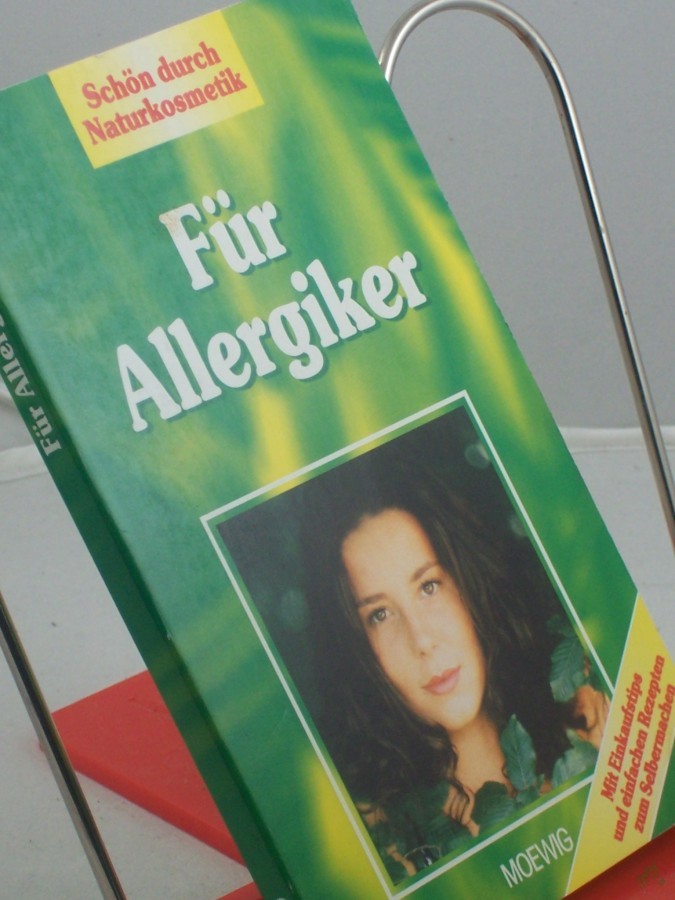 Schön durch
Naturkosmetik
Für
Allergiker
Für Aller
Mit Einkaufstips
und einfachen Rezepten
zum Selbermachen
MOEWIG